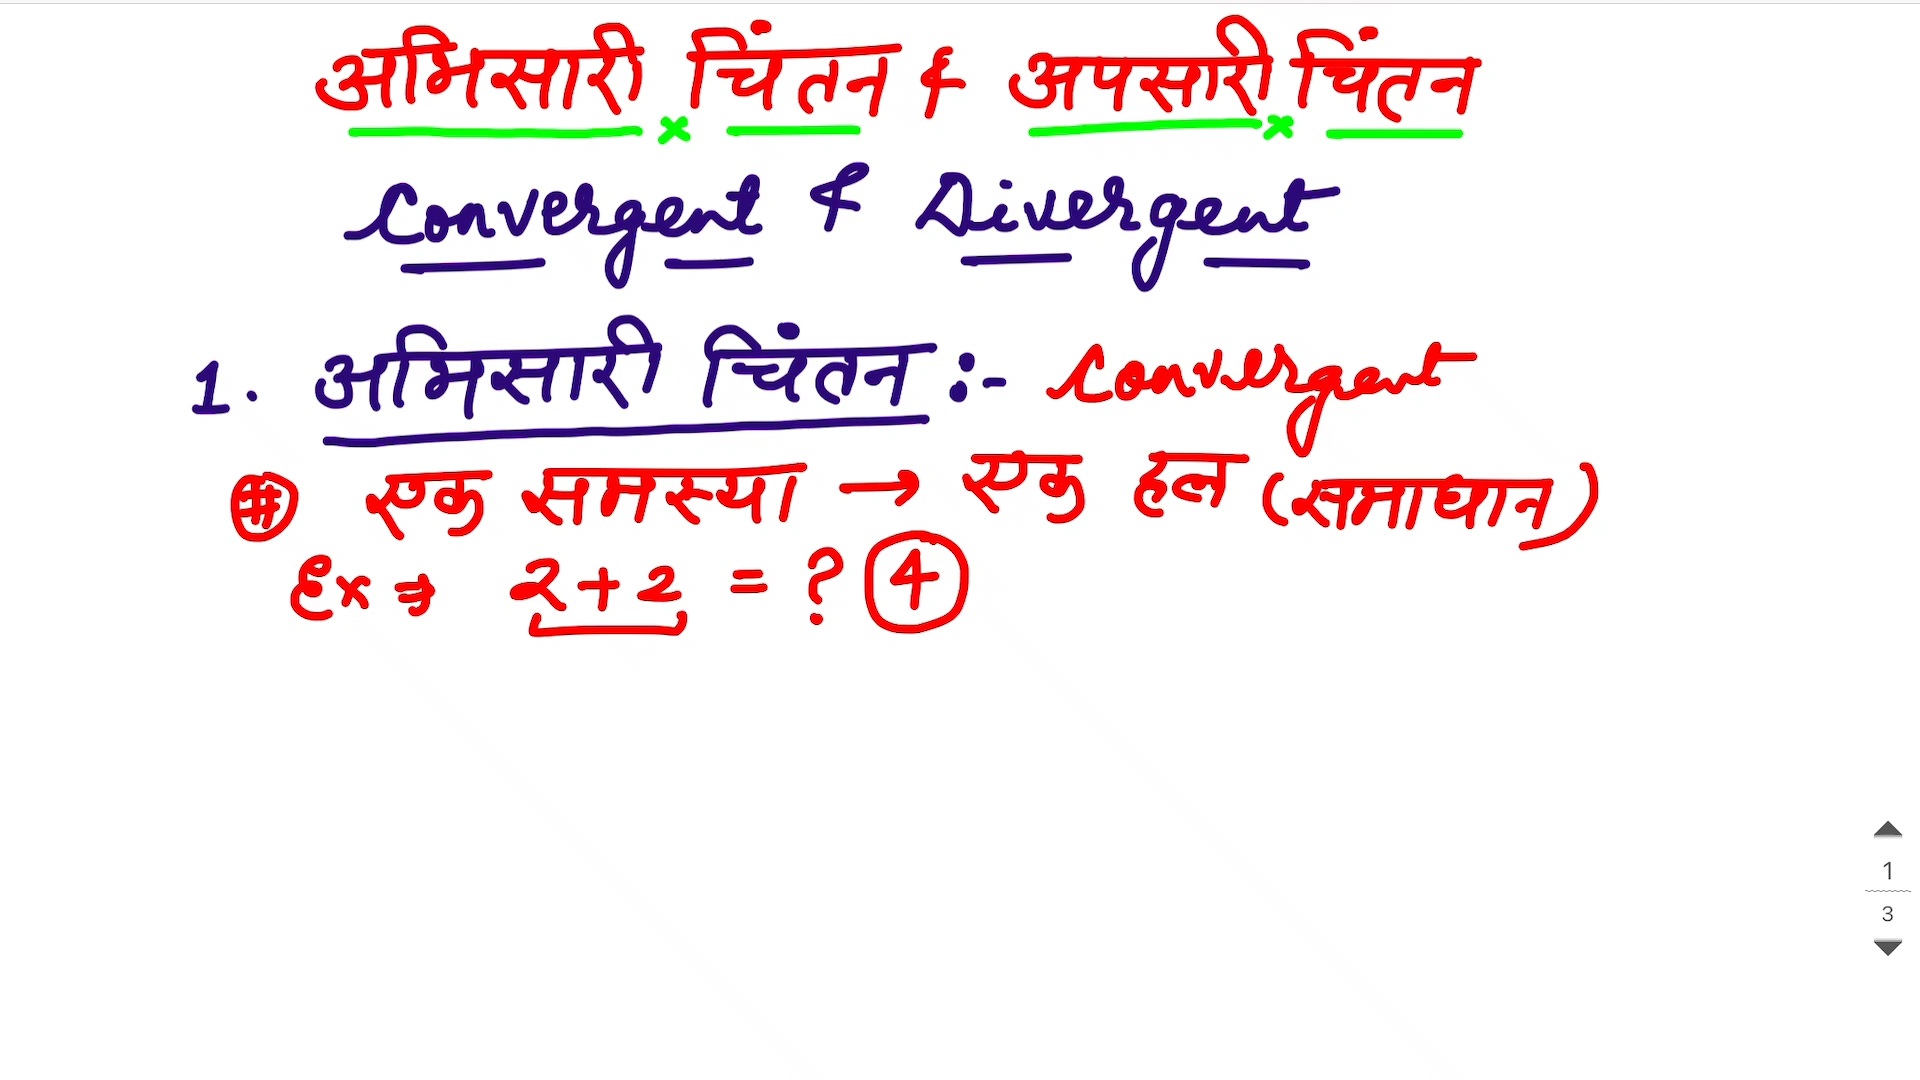 अभिसारी चिंतन & अपसारी चिंतन
Convergent & Divergent
1. अभिसारी चिंतन :- Convergent
# एक समस्या → एक हल (समाधान)
Ex ⇒ 2+2 = ? 4
1
3